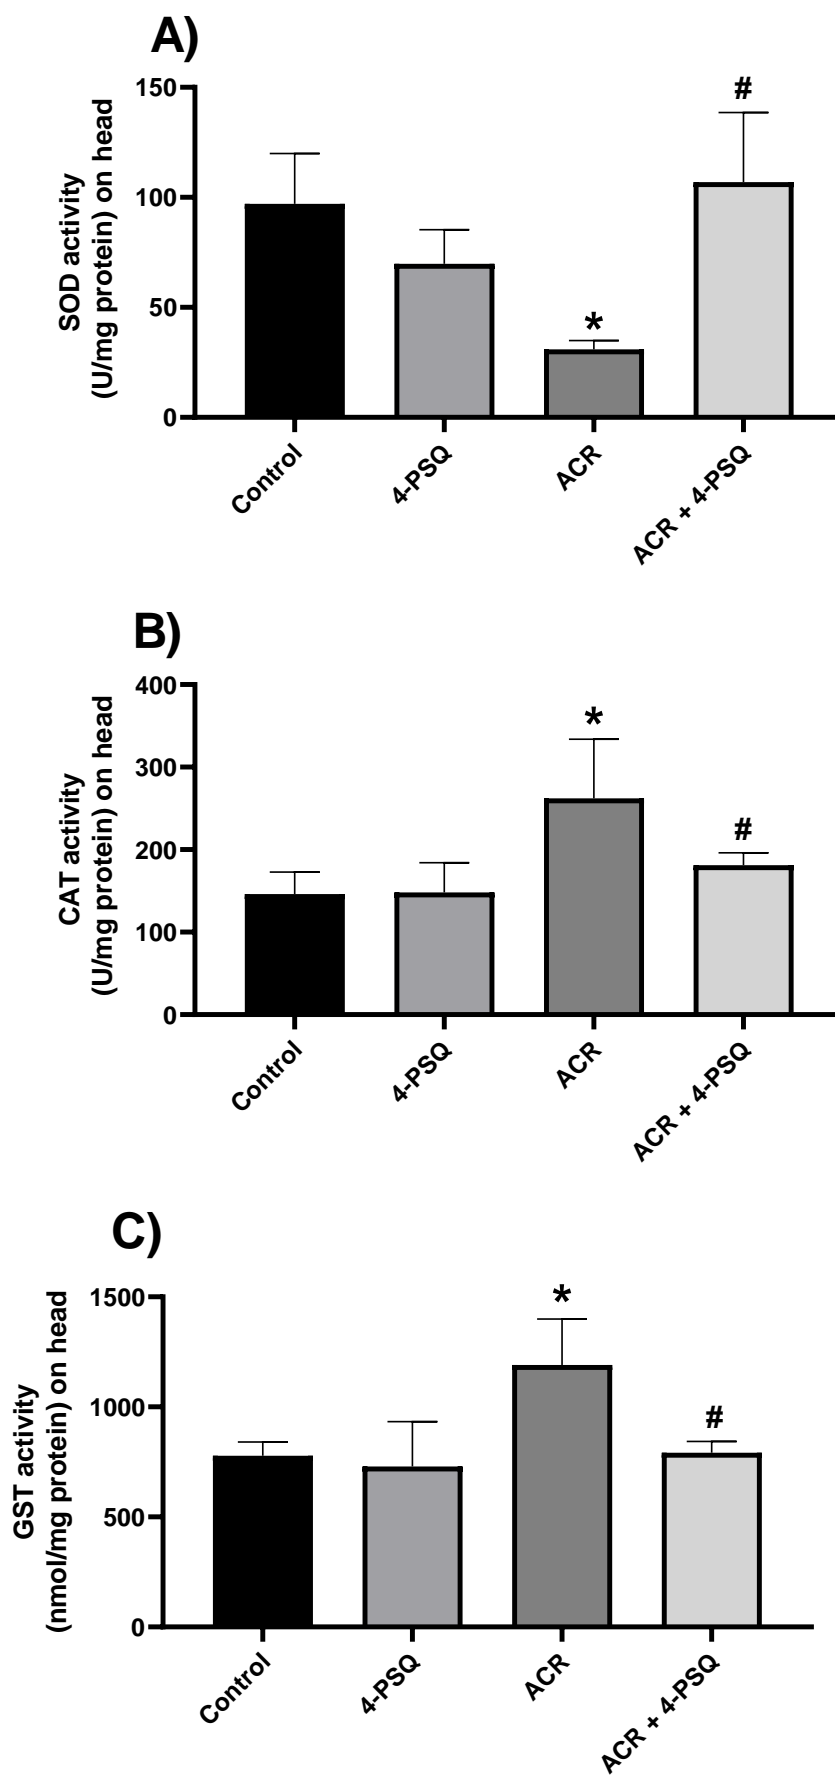 A)
SOD activity
(U/mg protein) on head
150
100
50
0
#
*
Control
4-PSQ
ACR
ACR + 4-PSQ
B)
CAT activity
(U/mg protein) on head
400
300
200
100
0
*
#
Control
4-PSQ
ACR
ACR + 4-PSQ
C)
GST activity
(nmol/mg protein) on head
1500
1000
500
0
*
#
Control
4-PSQ
ACR
ACR + 4-PSQ